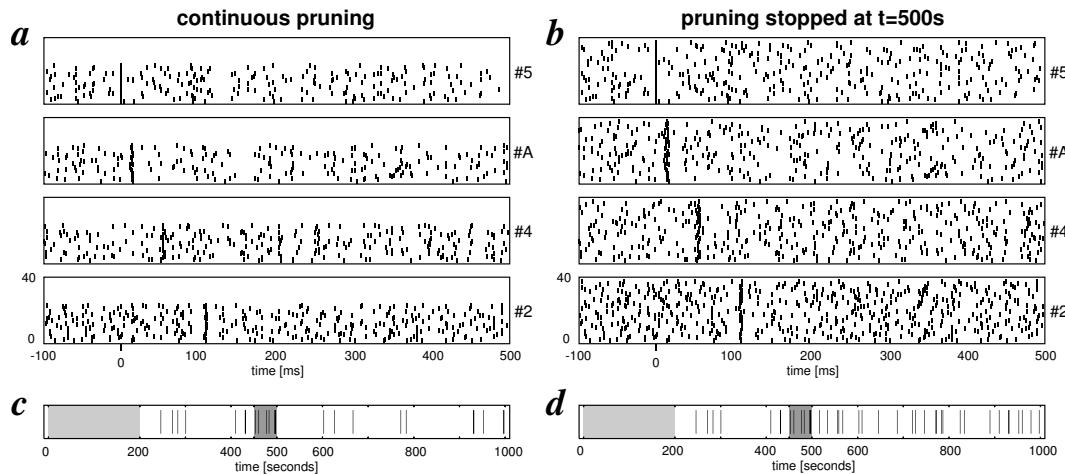 continuous pruning
pruning stopped at t=500s
a
#5
#A
#4
40
0
#2
-100 0 100 200 300 400 500
time [ms]
b
#5
#A
#4
40
0
#2
-100 0 100 200 300 400 500
time [ms]
c
0 200 400 600 800 1000
time [seconds]
d
0 200 400 600 800 1000
time [seconds]